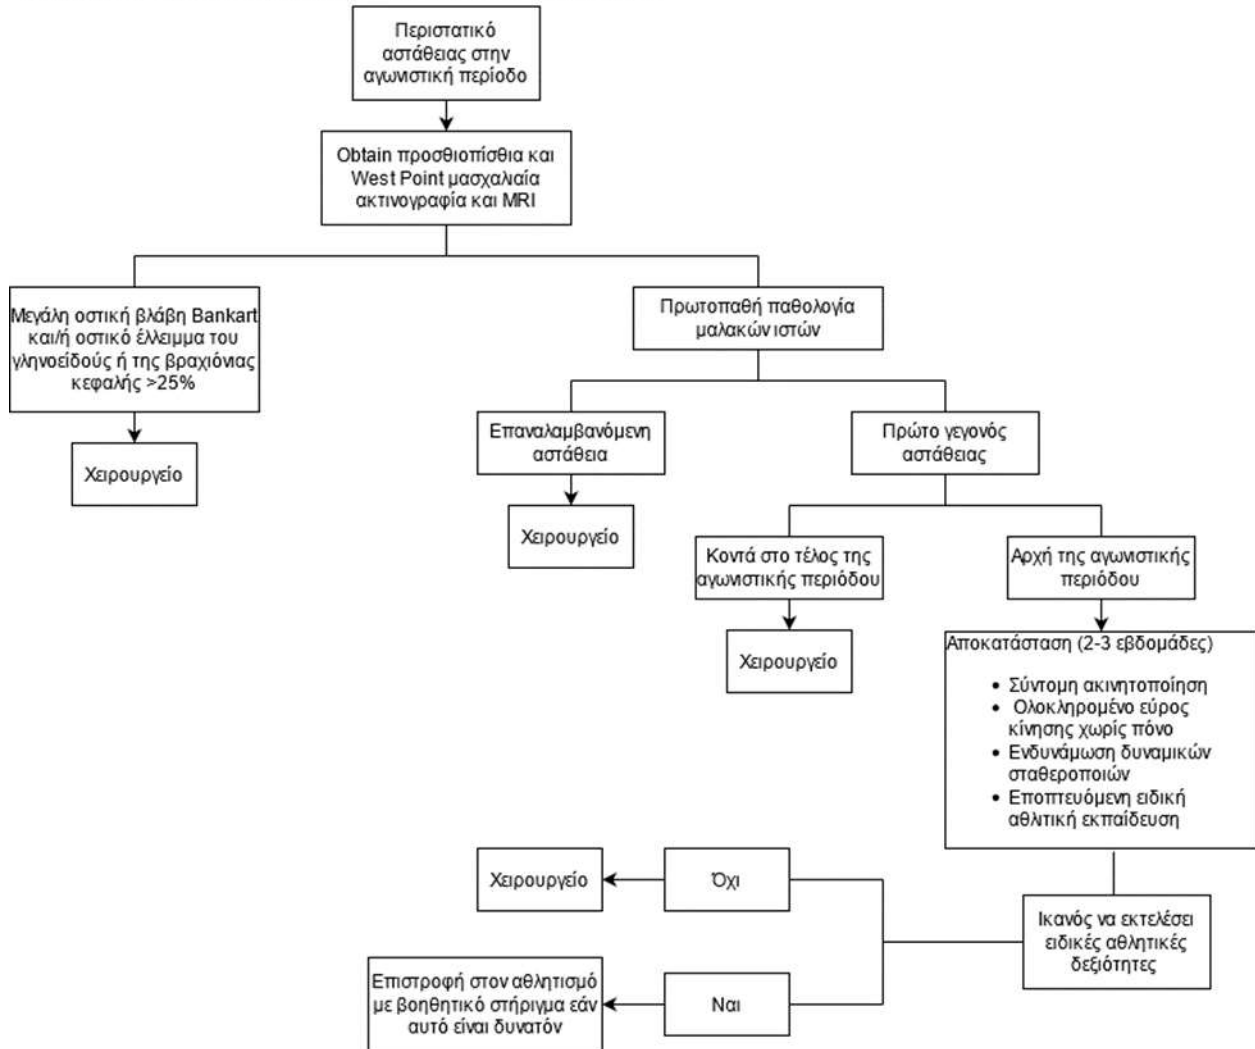 Περιστατικό
αστάθειας στην
αγωνιστική περίοδο
Obtain προσθιοπίσθια και
West Point μασχαλιαία
ακτινογραφία και MRI
Μεγάλη οστική βλάβη Bankart
και/ή οστικό έλλειμμα του
γληνοείδούς ή της βραχιόνιας
κεφαλής >25%
Χειρουργείο
Πρωτοπαθή παθολογία
μαλακών ιστών
Επαναλαμβανόμενη
αστάθεια
Χειρουργείο
Πρώτο γεγονός
αστάθειας
Κοντά στο τέλος της
αγωνιστικής περιόδου
Χειρουργείο
Αρχή της αγωνιστικής
περιόδου
Αποκατάσταση (2-3 εβδομάδες)
• Σύντομη ακινητοποίηση
• Ολοκληρομένο εύρος
κίνησης χωρίς πόνο
• Ενδυνάμωση δυναμικών
σταθεροποιών
• Εποπτευόμενη ειδική
αθλιτική εκπαίδευση
Ικανός να εκτελέσει
ειδικές αθλητικές
δεξιότητες
Όχι
Χειρουργείο
Ναι
Επιστροφή στον αθλητισμό
με βοηθητικό στήριγμα εάν
αυτό είναι δυνατόν